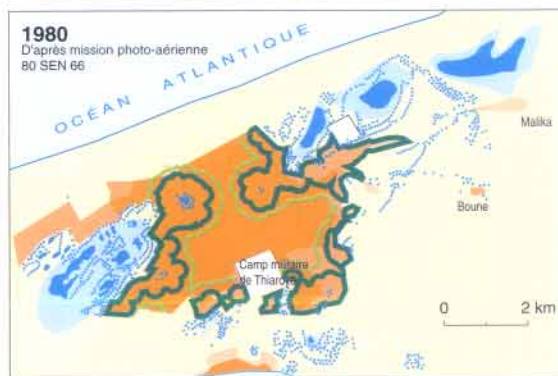 1980
D'après mission photo-aérienne
80 SEN 66
OCÉAN ATLANTIQUE
Malika
Boune
Camp militaire
de Thiaroye
0 2 km